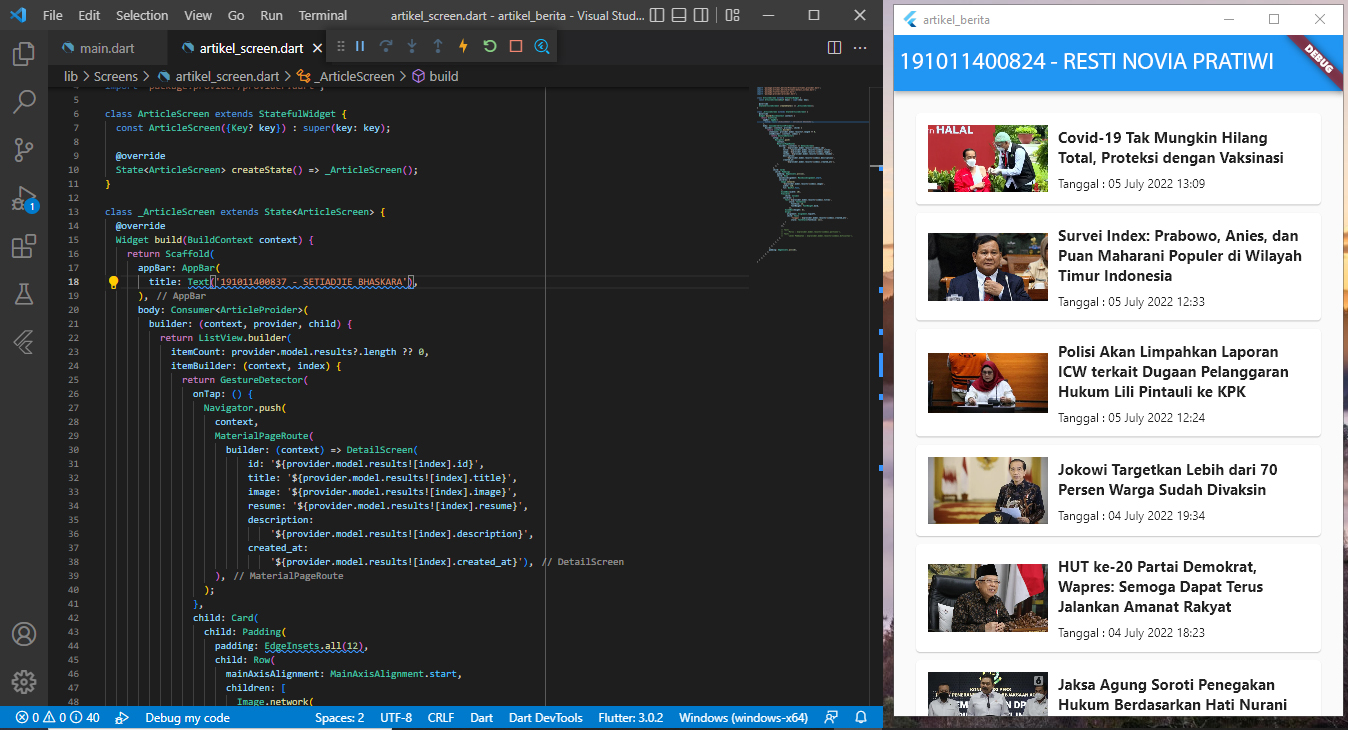 File Edit Selection View Go Run Terminal
artikel_screen.dart - artikel_berita - Visual Stud...
main.dart
artikel_screen.dart
lib > Screens > artikel_screen.dart > _ArticleScreen > build
4 import 'package:provider/provider.dart';
5
6 class ArticleScreen extends StatefulWidget {
7 const ArticleScreen({Key? key}) : super(key: key);
8
9 @override
10 State<ArticleScreen> createState() => _ArticleScreen();
11 }
12
13 class _ArticleScreen extends State<ArticleScreen> {
14 @override
15 Widget build(BuildContext context) {
16 return Scaffold(
17 appBar: AppBar(
18 title: Text('191011400837 - SETIADJIE BHASKARA'),
19 ), // AppBar
20 body: Consumer<ArticleProider>(
21 builder: (context, provider, child) {
22 return ListView.builder(
23 itemCount: provider.model.results?.length ?? 0,
24 itemBuilder: (context, index) {
25 return GestureDetector(
26 onTap: () {
27 Navigator.push(
28 context,
29 MaterialPageRoute(
30 builder: (context) => DetailScreen(
31 id: '${provider.model.results![index].id}',
32 title: '${provider.model.results![index].title}',
33 image: '${provider.model.results![index].image}',
34 resume: '${provider.model.results![index].resume}',
35 description:
36 '${provider.model.results![index].description}',
37 created_at:
38 '${provider.model.results![index].created_at}'), // DetailScreen
39 ), // MaterialPageRoute
40 );
41 },
42 child: Card(
43 child: Padding(
44 padding: EdgeInsets.all(12),
45 child: Row(
46 mainAxisAlignment: MainAxisAlignment.start,
47 children: [
48 Image.network(
1
0 0 40 Debug my code Spaces: 2 UTF-8 CRLF Dart Dart DevTools Flutter: 3.0.2 Windows (windows-x64)
artikel_berita
191011400824 - RESTI NOVIA PRATIWI
DEBUG
HALAL
Covid-19 Tak Mungkin Hilang
Total, Proteksi dengan Vaksinasi
Tanggal : 05 July 2022 13:09
Survei Index: Prabowo, Anies, dan
Puan Maharani Populer di Wilayah
Timur Indonesia
Tanggal : 05 July 2022 12:33
Polisi Akan Limpahkan Laporan
ICW terkait Dugaan Pelanggaran
Hukum Lili Pintauli ke KPK
Tanggal : 05 July 2022 12:24
Jokowi Targetkan Lebih dari 70
Persen Warga Sudah Divaksin
Tanggal : 04 July 2022 19:34
HUT ke-20 Partai Demokrat,
Wapres: Semoga Dapat Terus
Jalankan Amanat Rakyat
Tanggal : 04 July 2022 18:23
Jaksa Agung Soroti Penegakan
Hukum Berdasarkan Hati Nurani